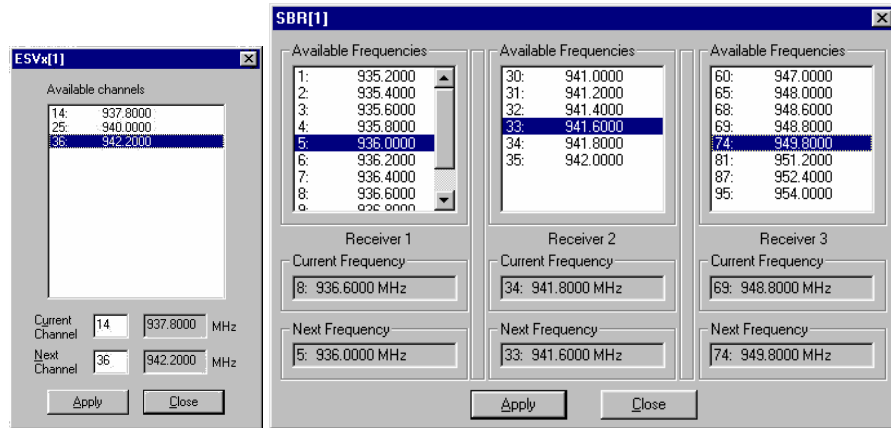 ESVx[1]
Available channels
14: 937.8000
25: 940.0000
36: 942.2000
Current Channel 14 937.8000 MHz
Next Channel 36 942.2000 MHz
Apply Close
SBR[1]
Available Frequencies
1: 935.2000
2: 935.4000
3: 935.6000
4: 935.8000
5: 936.0000
6: 936.2000
7: 936.4000
8: 936.6000
9: 936.8000
Receiver 1
Current Frequency
8: 936.6000 MHz
Next Frequency
5: 936.0000 MHz
Available Frequencies
30: 941.0000
31: 941.2000
32: 941.4000
33: 941.6000
34: 941.8000
35: 942.0000
Receiver 2
Current Frequency
34: 941.8000 MHz
Next Frequency
33: 941.6000 MHz
Available Frequencies
60: 947.0000
65: 948.0000
68: 948.6000
69: 948.8000
74: 949.8000
81: 951.2000
87: 952.4000
95: 954.0000
Receiver 3
Current Frequency
69: 948.8000 MHz
Next Frequency
74: 949.8000 MHz
Apply Close